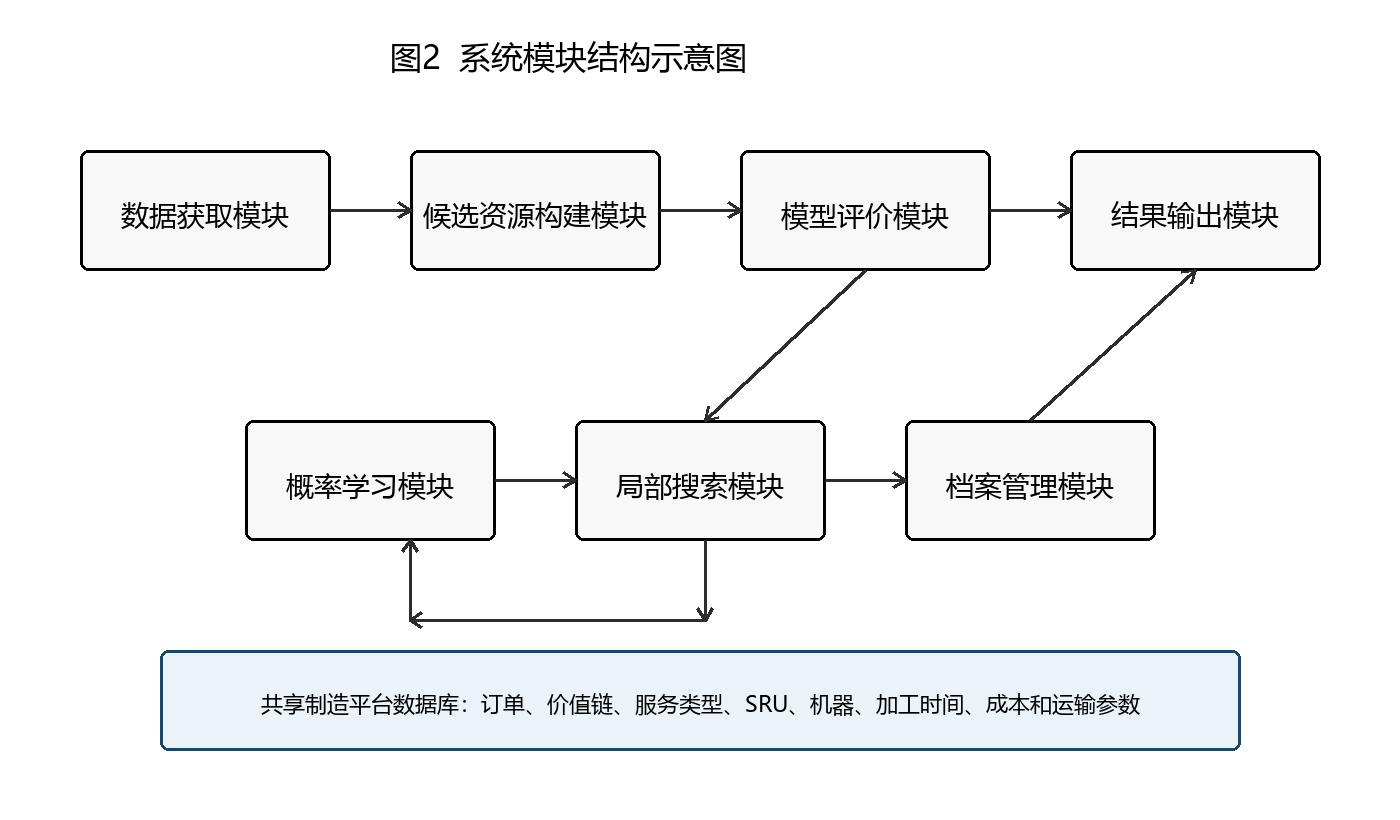 图2 系统模块结构示意图
数据获取模块
候选资源构建模块
模型评价模块
结果输出模块
概率学习模块
局部搜索模块
档案管理模块
共享制造平台数据库：订单、价值链、服务类型、SRU、机器、加工时间、成本和运输参数